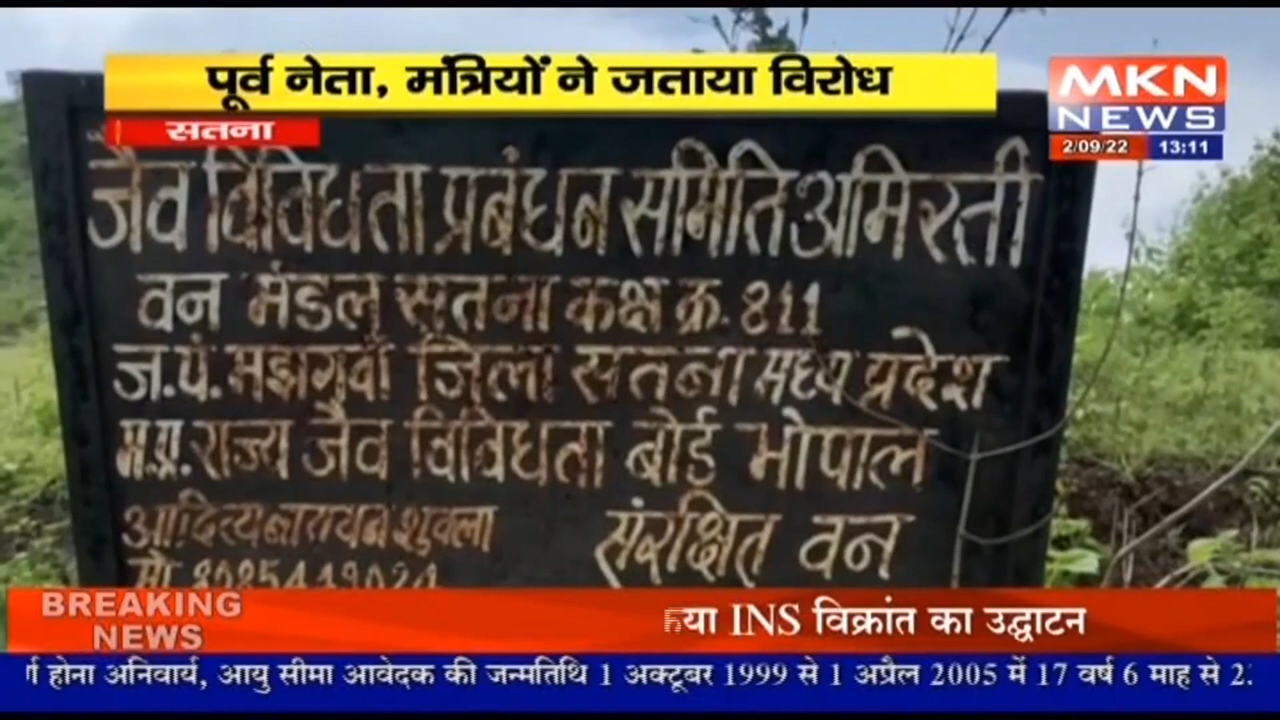 पूर्व नेता, मंत्रियों ने जताया विरोध
सतना
MKN
NEWS
2/09/22 13:11
जैव विविधता प्रबंधन समिति अमिरती
वन मंडल सतना कक्ष क्र. 811
ज.पं. मझगवां जिला सतना मध्य प्रदेश
म.प्र. राज्य जैव विविधता बोर्ड भोपाल
आदित्यनारायन शुक्ला संरक्षित वन
मो
BREAKING
NEWS
INS विक्रांत का उद्घाटन
होना अनिवार्य, आयु सीमा आवेदक की जन्मतिथि 1 अक्टूबर 1999 से 1 अप्रैल 2005 में 17 वर्ष 6 माह से